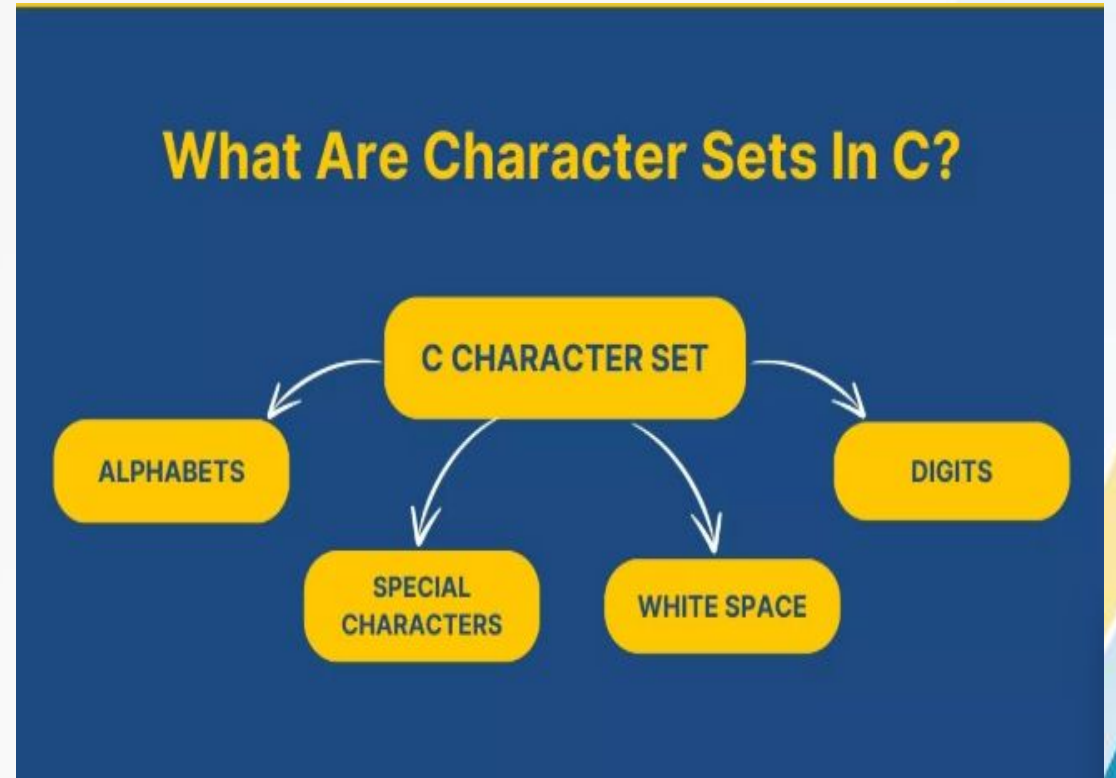 What Are Character Sets In C?
C CHARACTER SET
ALPHABETS
DIGITS
SPECIAL
CHARACTERS
WHITE SPACE